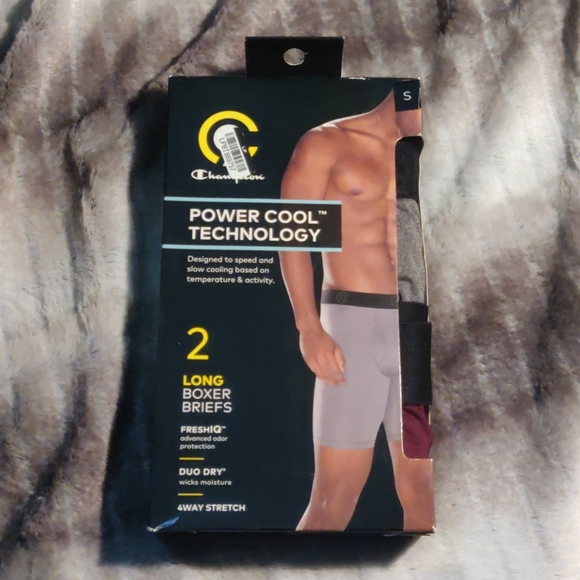 S
Champion
POWER COOL™
TECHNOLOGY
Designed to speed and
slow cooling based on
temperature & activity.
2
LONG
BOXER
BRIEFS
FRESHIQ™
advanced odor
protection
DUO DRY®
wicks moisture
4WAY STRETCH